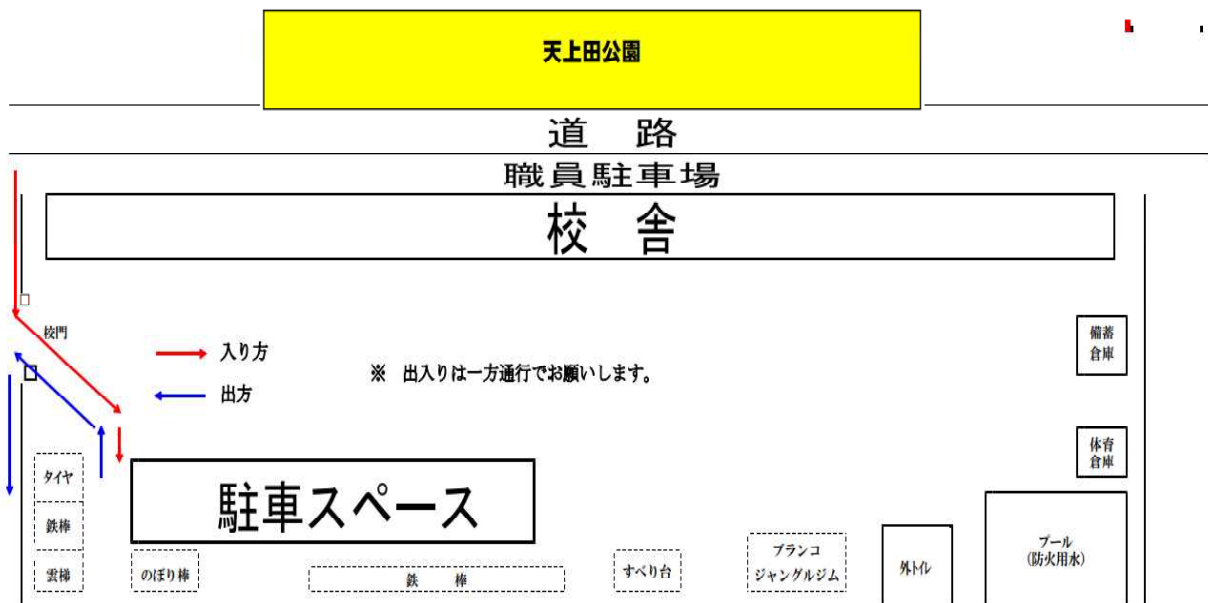 天上田公園
道　路
職員駐車場
校　舎
校門
入り方
出方
※　出入りは一方通行でお願いします。
備蓄
倉庫
体育
倉庫
タイヤ
鉄棒
雲梯
駐車スペース
のぼり棒
鉄　棒
すべり台
ブランコ
ジャングルジム
外トイレ
プール
(防火用水)